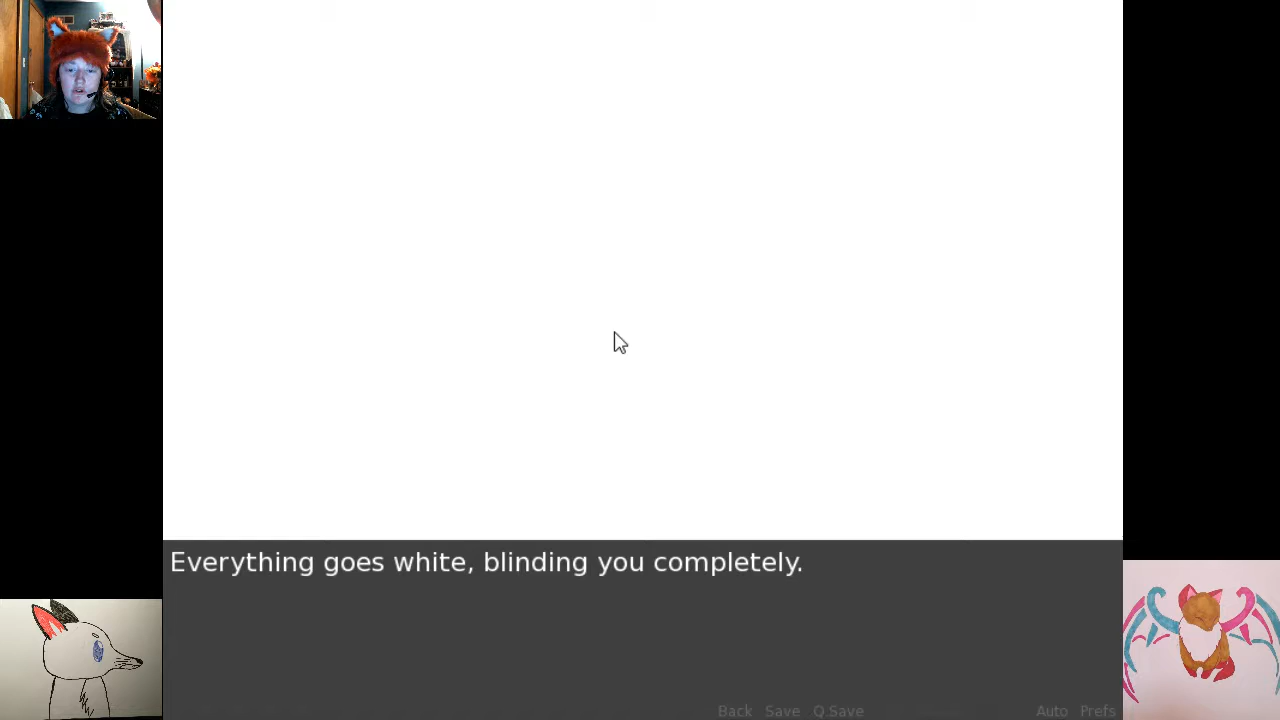 Everything goes white, blinding you completely.
Back Save Q.Save Auto Prefs